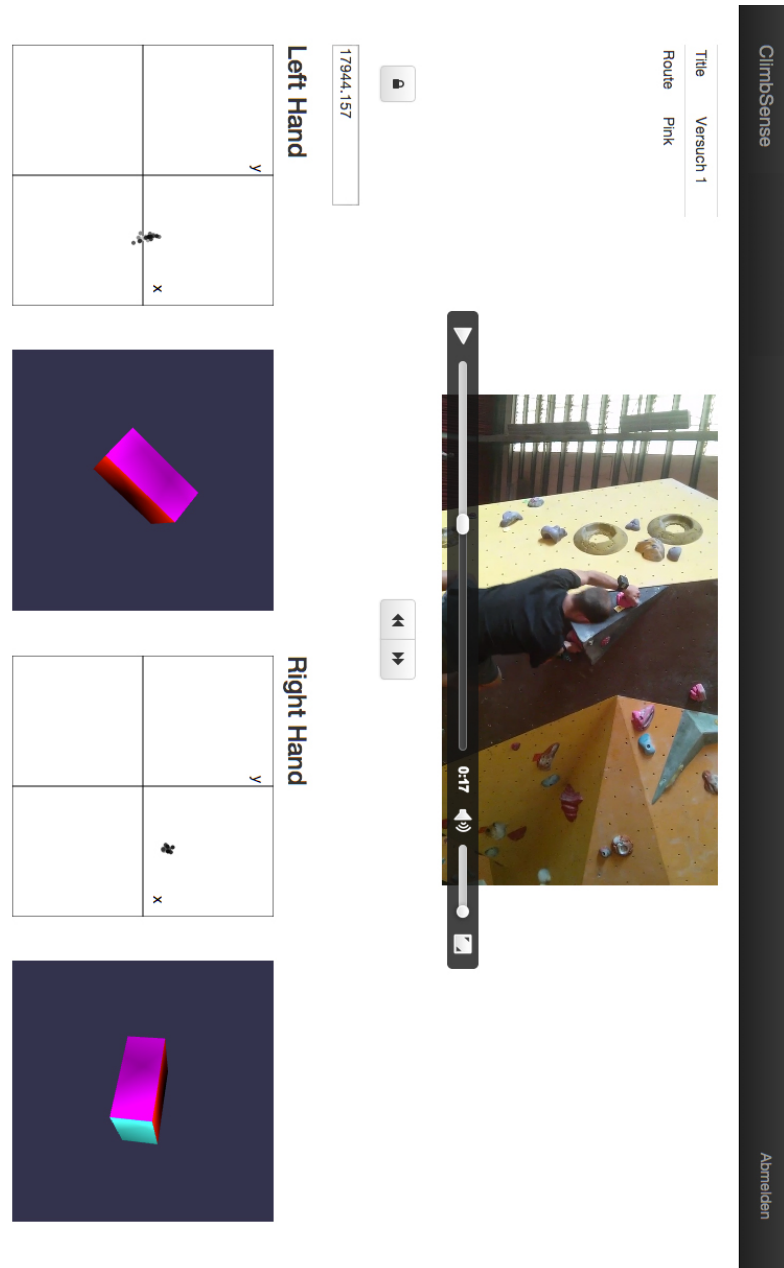 ClimbSense Abmelden
Title Versuch 1
Route Pink
0:17
17944.157
Left Hand
Right Hand
y
x
y
x